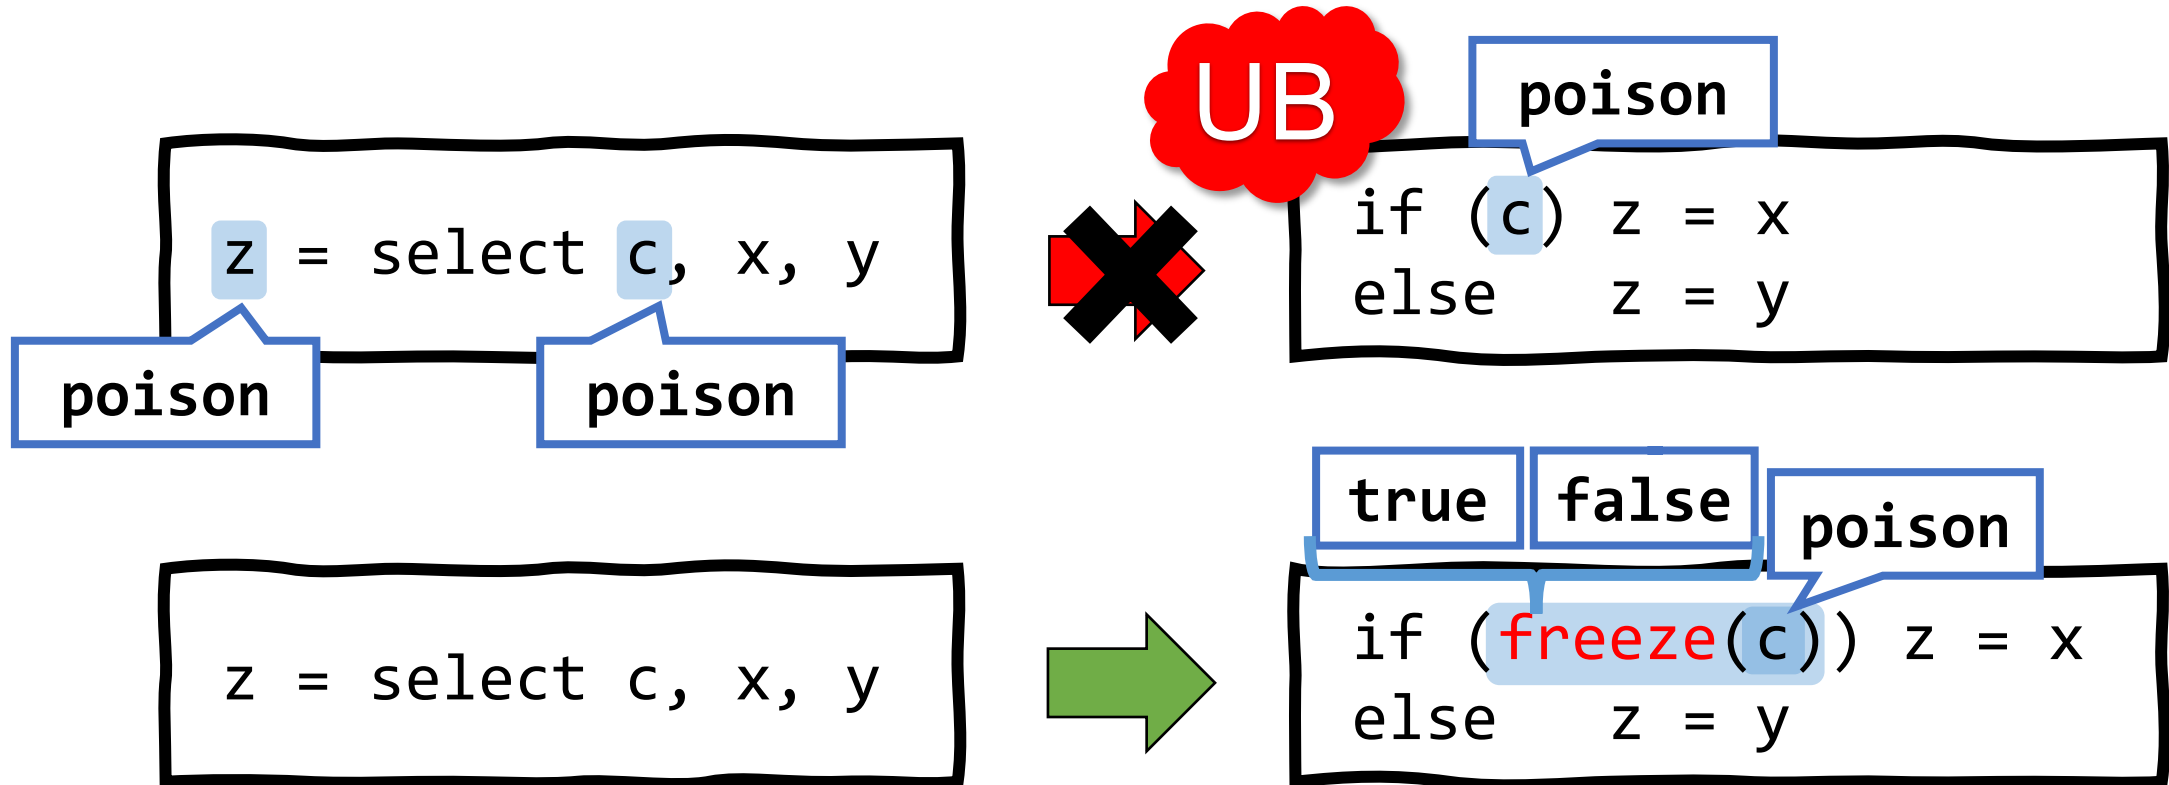 UB
poison
z = select c, x, y
poison
poison
if (c) z = x
else z = y
true
false
poison
z = select c, x, y
if (freeze(c)) z = x
else z = y